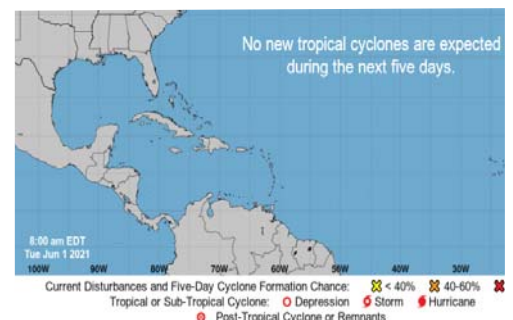 No new tropical cyclones are expected
during the next five days.
8:00 am EDT
Tue Jun 1 2021
100W 90W 80W 70W 60W 50W 40W 30W
Current Disturbances and Five-Day Cyclone Formation Chance: < 40% 40-60%
Tropical or Sub-Tropical Cyclone: Depression Storm Hurricane
Post-Tropical Cyclone or Remnants